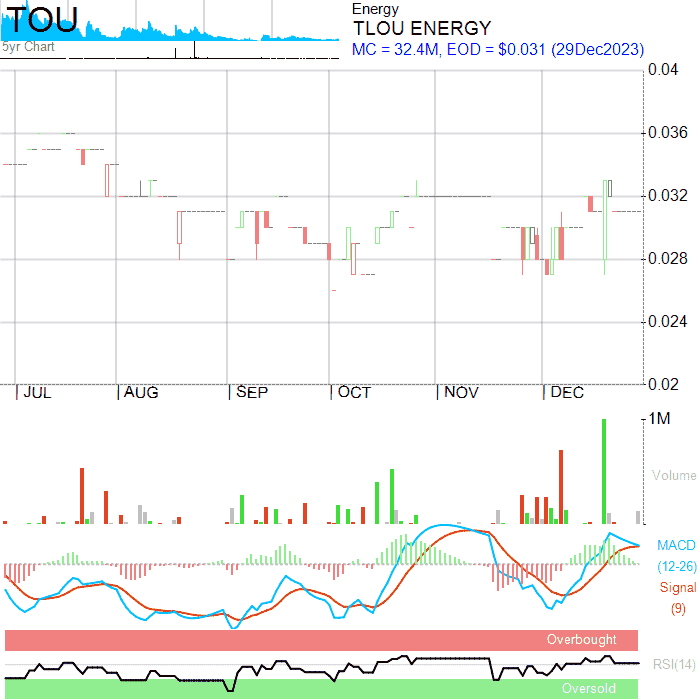 TOU
5yr Chart
Energy
TLOU ENERGY
MC = 32.4M, EOD = $0.031 (29Dec2023)
0.04
0.036
0.032
0.028
0.024
0.02
JUL AUG SEP OCT NOV DEC
1M
Volume
MACD
(12-26)
Signal
(9)
Overbought
RSI(14)
Oversold